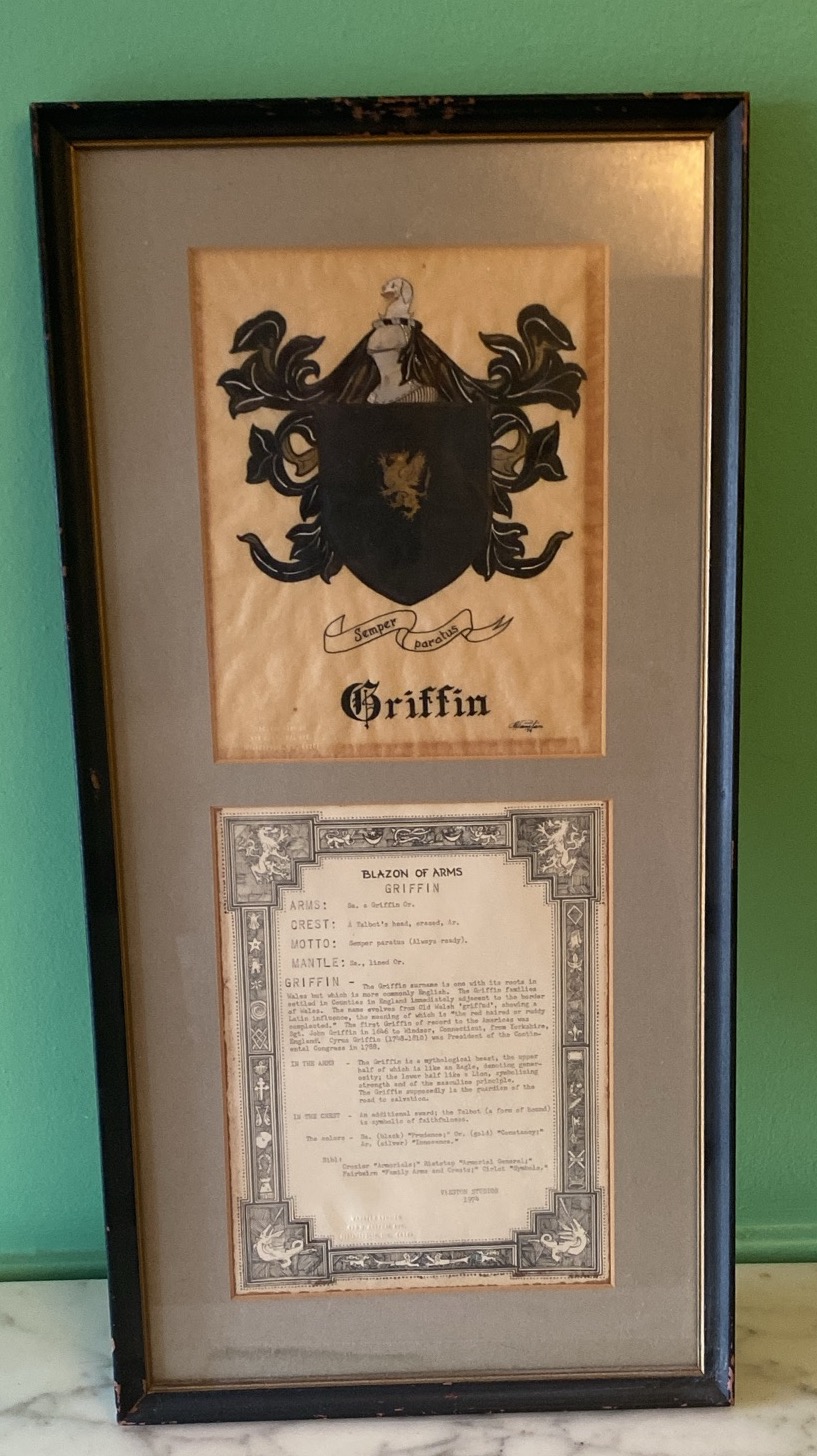 Semper
paratus
Griffin
BLAZON OF ARMS
GRIFFIN
ARMS: Sa. a Griffin Or.
CREST: A Talbot's head, erased, Ar.
MOTTO: Semper paratus (Always ready).
MANTLE: Sa., lined Or.
GRIFFIN - The Griffin surname is one with its roots in
Wales but which is more commonly English. The Griffin families
settled in Counties in England immediately adjacent to the border
of Wales. The name evolves from Old Welsh 'griffud', showing a
Latin influence, the meaning of which is "the red haired or ruddy
complected." The first Griffin of record to the Americas was
Sgt. John Griffin in 1646 to Windsor, Connecticut, from Yorkshire,
England. Cyrus Griffin (1748-1810) was President of the Contin-
ental Congress in 1788.
IN THE ARMS - The Griffin is a mythological beast, the upper
half of which is like an Eagle, denoting gener-
osity; the lower half like a Lion, symbolizing
strength and of the masculine principle.
The Griffin supposedly is the guardian of the
road to salvation.
IN THE CREST - An additional award; the Talbot (a form of hound)
is symbolic of faithfulness.
The colors - Sa. (black) "Prudence;" Or. (gold) "Constancy;"
Ar. (silver) "Innocence."
Bibl:
Crozier "Armorials;" Rietstap "Armorial General;"
Fairbairn "Family Arms and Crests;" Cirlot "Symbols."
STUDIOS
1974